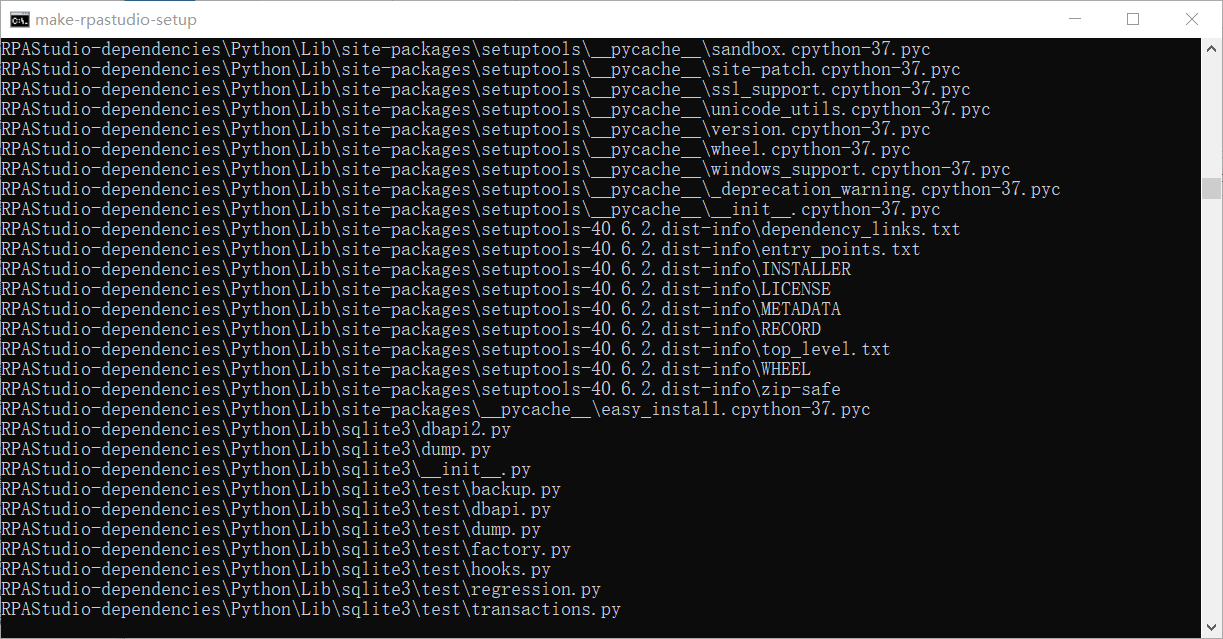 make-rpastudio-setup
RPAStudio-dependencies\Python\Lib\site-packages\setuptools\__pycache__\sandbox.cpython-37.pyc
RPAStudio-dependencies\Python\Lib\site-packages\setuptools\__pycache__\site-patch.cpython-37.pyc
RPAStudio-dependencies\Python\Lib\site-packages\setuptools\__pycache__\ssl_support.cpython-37.pyc
RPAStudio-dependencies\Python\Lib\site-packages\setuptools\__pycache__\unicode_utils.cpython-37.pyc
RPAStudio-dependencies\Python\Lib\site-packages\setuptools\__pycache__\version.cpython-37.pyc
RPAStudio-dependencies\Python\Lib\site-packages\setuptools\__pycache__\wheel.cpython-37.pyc
RPAStudio-dependencies\Python\Lib\site-packages\setuptools\__pycache__\windows_support.cpython-37.pyc
RPAStudio-dependencies\Python\Lib\site-packages\setuptools\__pycache__\_deprecation_warning.cpython-37.pyc
RPAStudio-dependencies\Python\Lib\site-packages\setuptools\__pycache__\__init__.cpython-37.pyc
RPAStudio-dependencies\Python\Lib\site-packages\setuptools-40.6.2.dist-info\dependency_links.txt
RPAStudio-dependencies\Python\Lib\site-packages\setuptools-40.6.2.dist-info\entry_points.txt
RPAStudio-dependencies\Python\Lib\site-packages\setuptools-40.6.2.dist-info\INSTALLER
RPAStudio-dependencies\Python\Lib\site-packages\setuptools-40.6.2.dist-info\LICENSE
RPAStudio-dependencies\Python\Lib\site-packages\setuptools-40.6.2.dist-info\METADATA
RPAStudio-dependencies\Python\Lib\site-packages\setuptools-40.6.2.dist-info\RECORD
RPAStudio-dependencies\Python\Lib\site-packages\setuptools-40.6.2.dist-info\top_level.txt
RPAStudio-dependencies\Python\Lib\site-packages\setuptools-40.6.2.dist-info\WHEEL
RPAStudio-dependencies\Python\Lib\site-packages\setuptools-40.6.2.dist-info\zip-safe
RPAStudio-dependencies\Python\Lib\site-packages\__pycache__\easy_install.cpython-37.pyc
RPAStudio-dependencies\Python\Lib\sqlite3\dbapi2.py
RPAStudio-dependencies\Python\Lib\sqlite3\dump.py
RPAStudio-dependencies\Python\Lib\sqlite3\__init__.py
RPAStudio-dependencies\Python\Lib\sqlite3\test\backup.py
RPAStudio-dependencies\Python\Lib\sqlite3\test\dbapi.py
RPAStudio-dependencies\Python\Lib\sqlite3\test\dump.py
RPAStudio-dependencies\Python\Lib\sqlite3\test\factory.py
RPAStudio-dependencies\Python\Lib\sqlite3\test\hooks.py
RPAStudio-dependencies\Python\Lib\sqlite3\test\regression.py
RPAStudio-dependencies\Python\Lib\sqlite3\test\transactions.py